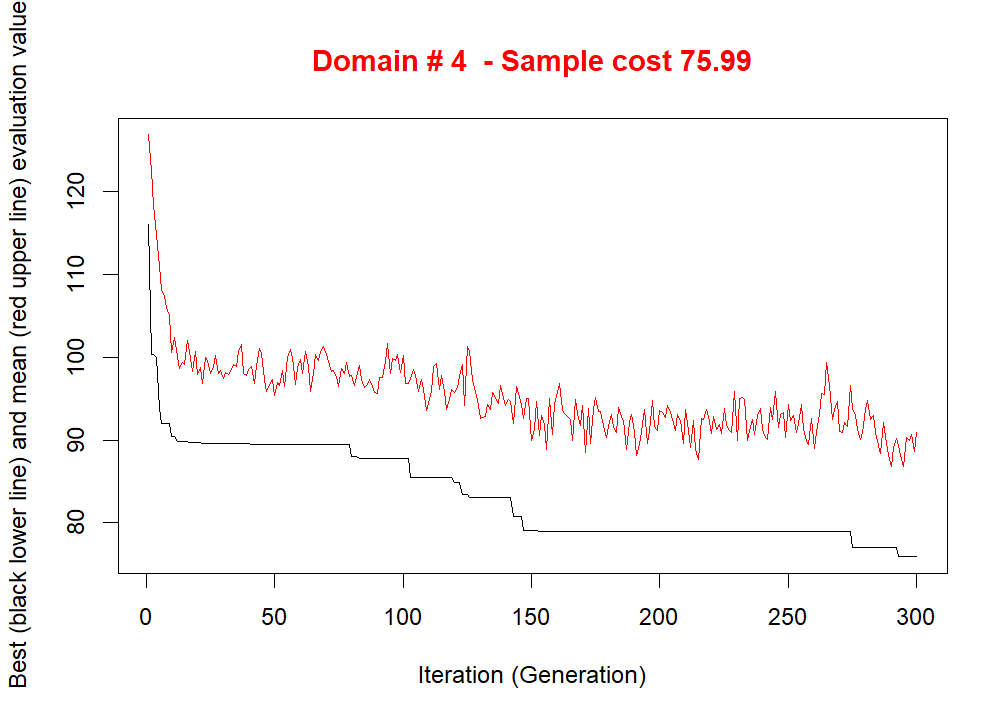 Domain # 4  - Sample cost 75.99
Best (black lower line) and mean (red upper line) evaluation value
120
110
100
90
80
0 50 100 150 200 250 300
Iteration (Generation)